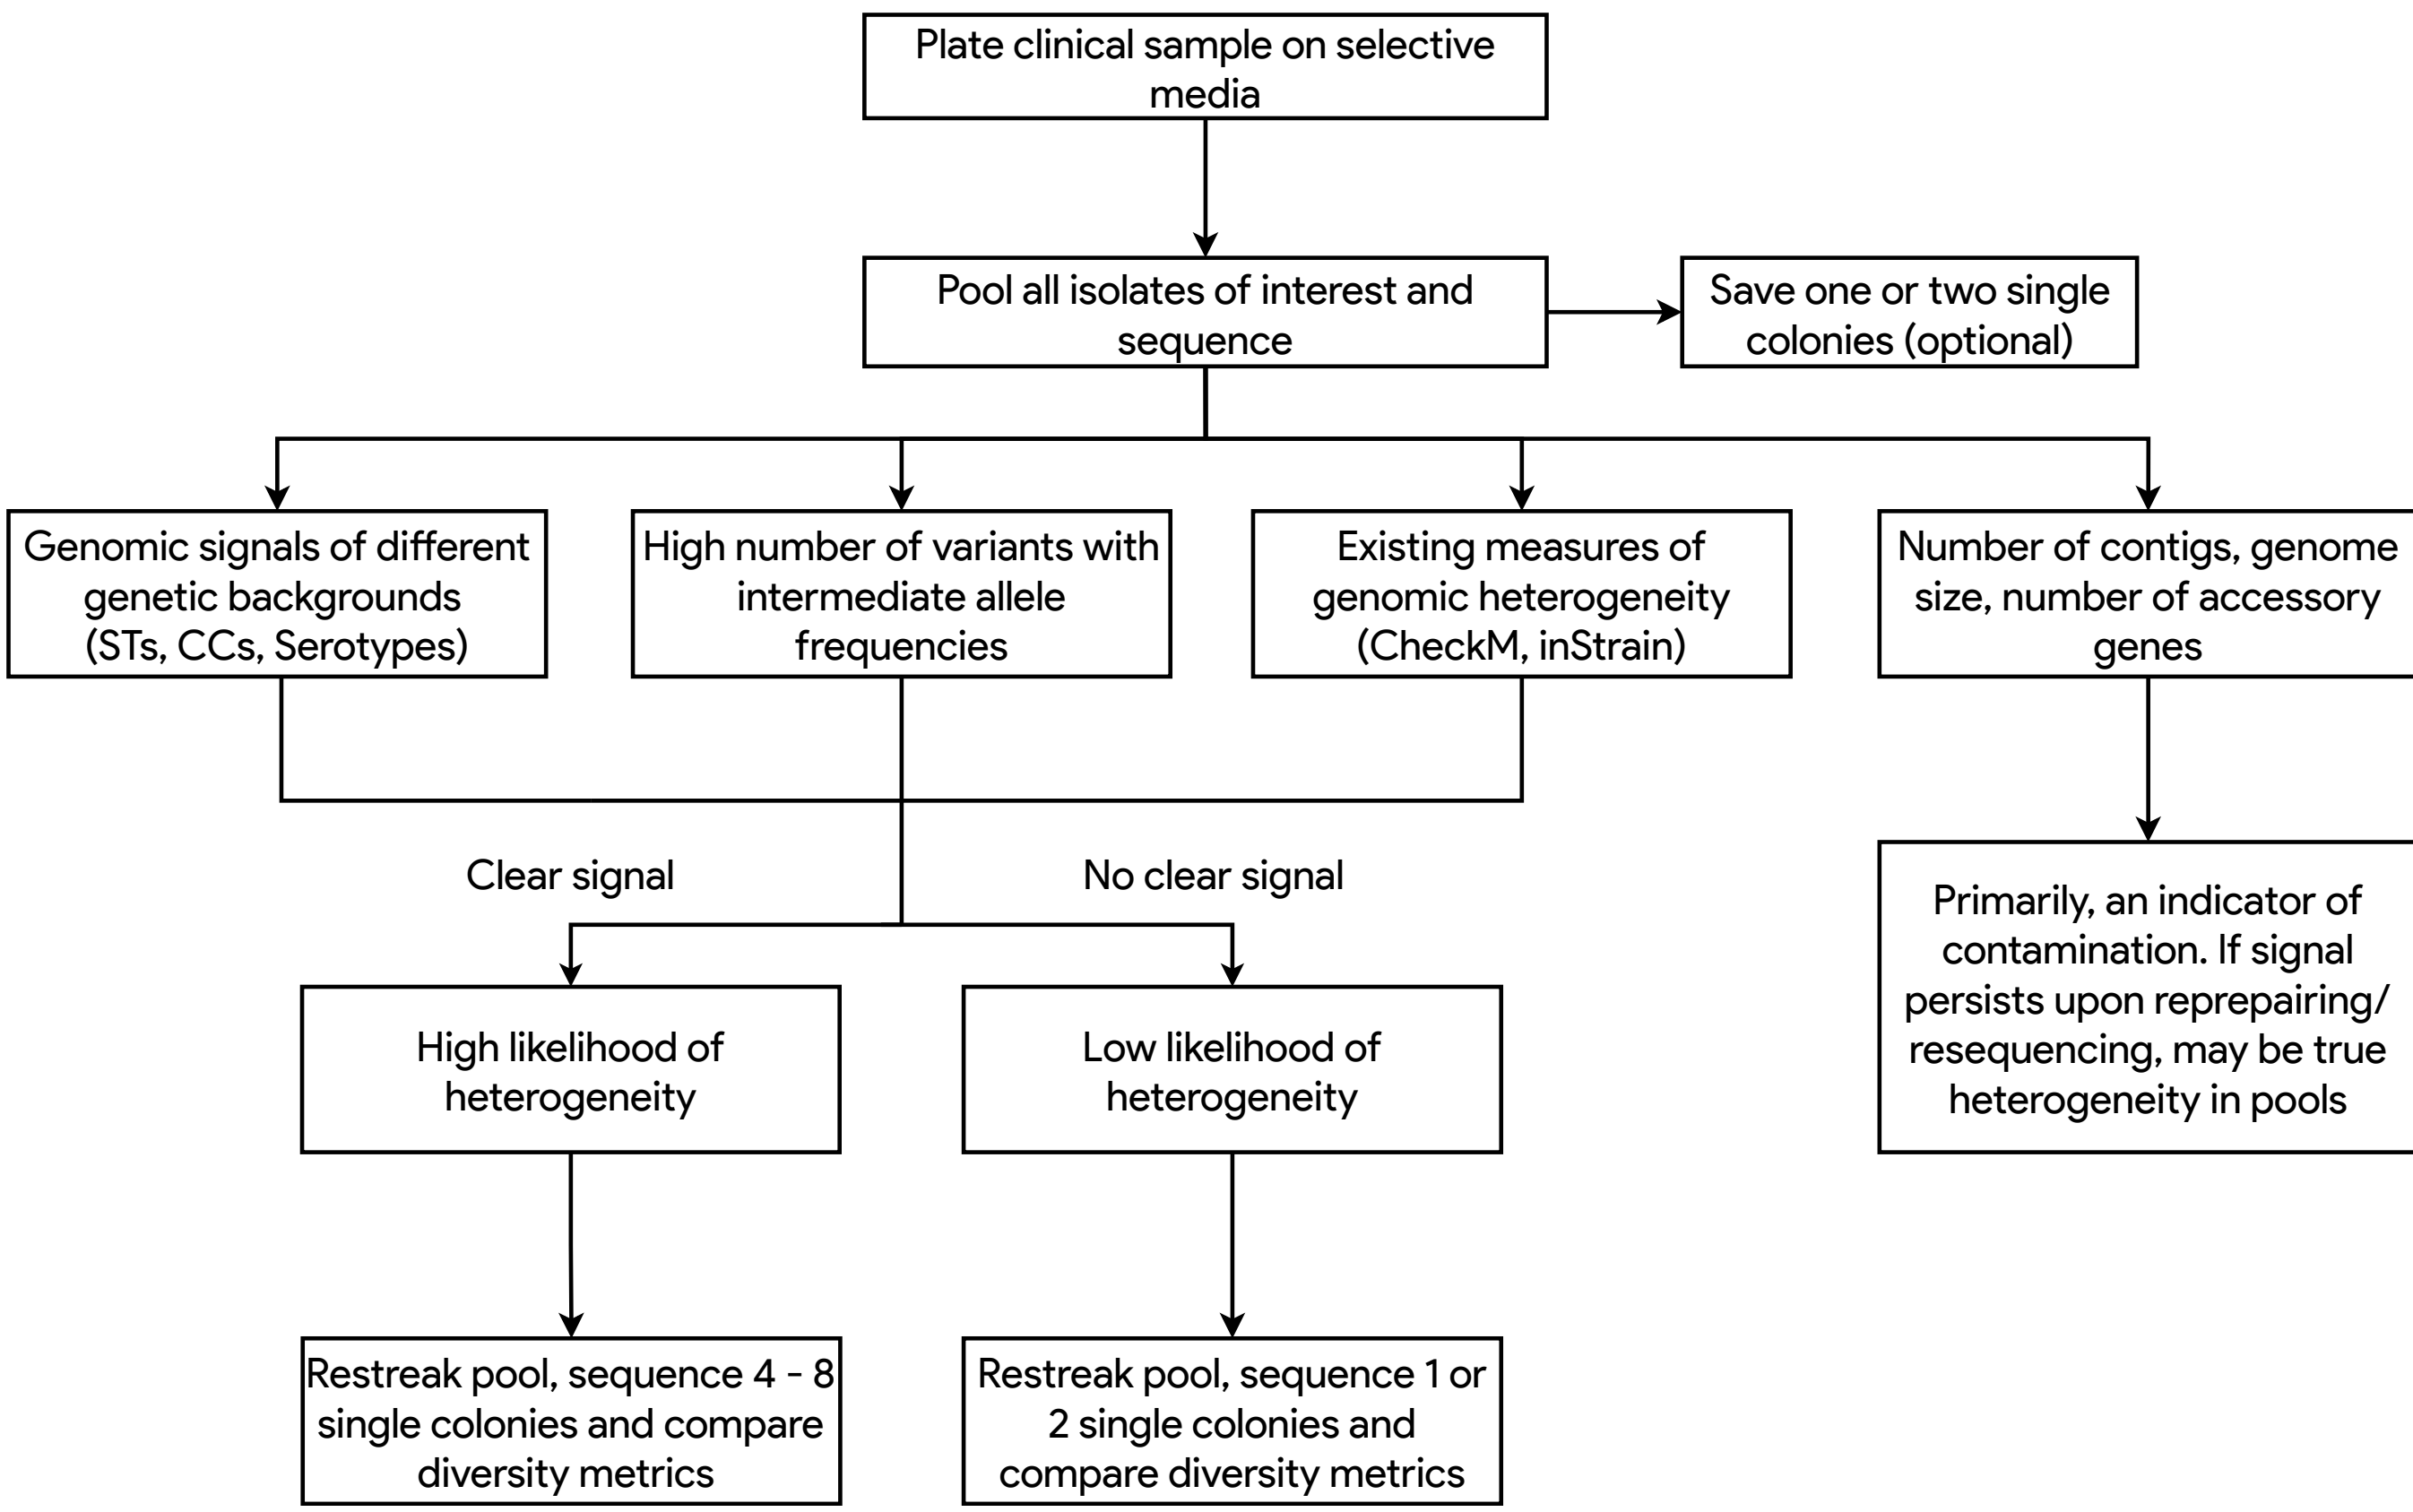 Plate clinical sample on selective
media
Pool all isolates of interest and
sequence
Save one or two single
colonies (optional)
Genomic signals of different
genetic backgrounds
(STs, CCs, Serotypes)
High number of variants with
intermediate allele
frequencies
Existing measures of
genomic heterogeneity
(CheckM, inStrain)
Number of contigs, genome
size, number of accessory
genes
Clear signal
No clear signal
High likelihood of
heterogeneity
Low likelihood of
heterogeneity
Primarily, an indicator of
contamination. If signal
persists upon reprepairing/
resequencing, may be true
heterogeneity in pools
Restreak pool, sequence 4 - 8
single colonies and compare
diversity metrics
Restreak pool, sequence 1 or
2 single colonies and
compare diversity metrics